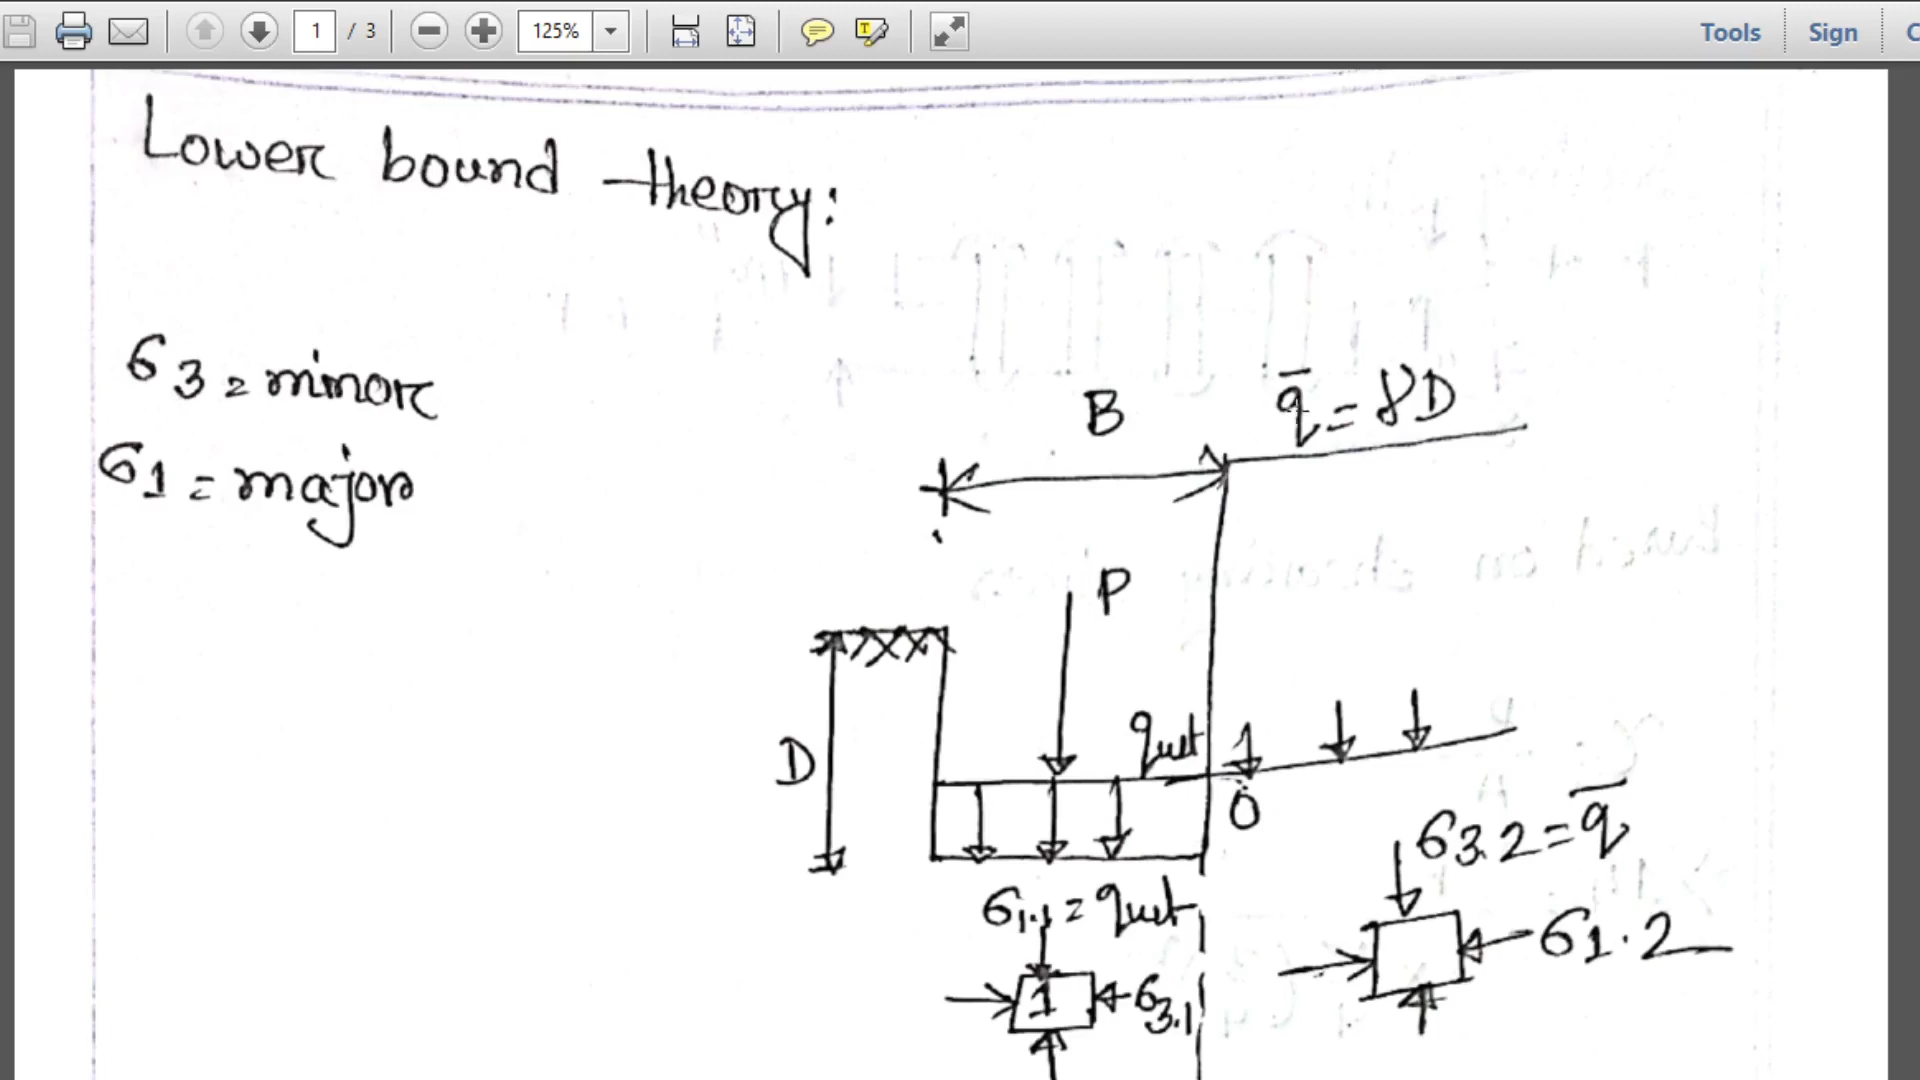 1 / 3
125%
Tools
Sign
Lower bound theory:
σ3 = minor
σ1 = major
B
q̄ = γD
P
D
qult
O
σ3.2 = q̄
σ1.1 = qult
σ1.2
1
σ3.1